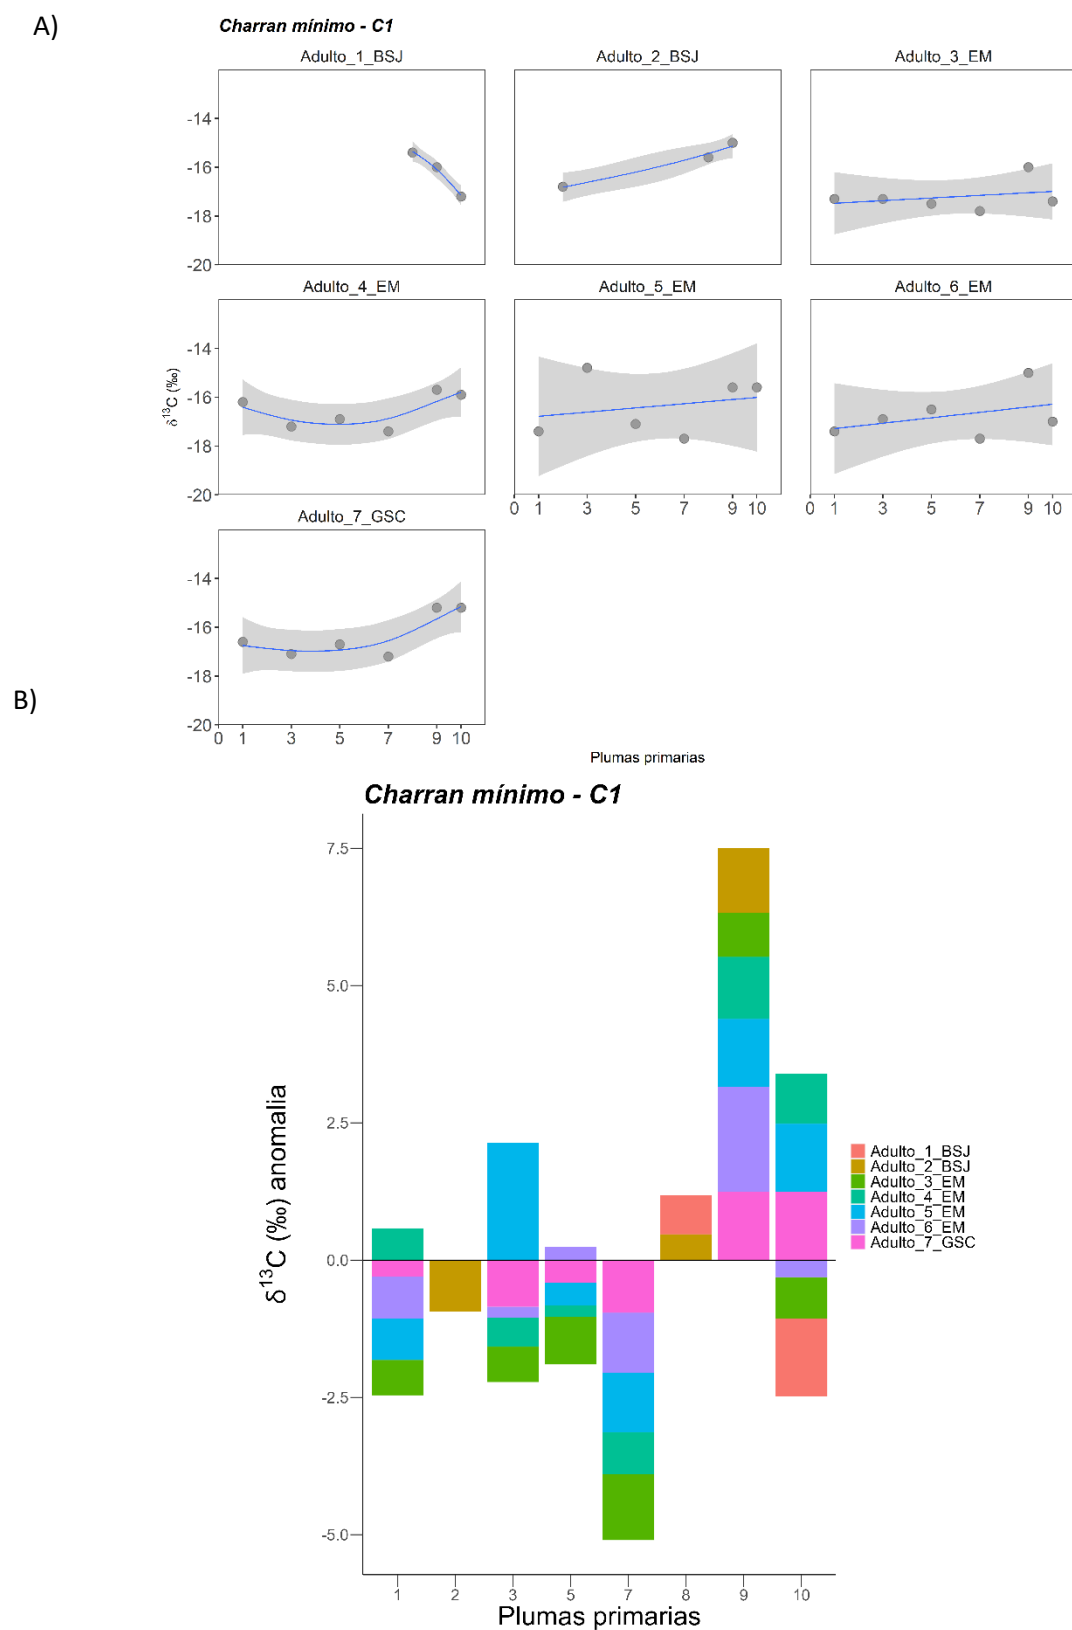 A)
Charran mínimo - C1
Adulto_1_BSJ
Adulto_2_BSJ
Adulto_3_EM
-14
-16
-18
-20
Adulto_4_EM
Adulto_5_EM
Adulto_6_EM
δ13C (‰)
-14
-16
-18
-20
0 1 3 5 7 9 10
0 1 3 5 7 9 10
Adulto_7_GSC
-14
-16
-18
-20
0 1 3 5 7 9 10
Plumas primarias
B)
Charran mínimo - C1
δ13C (‰) anomalia
7.5
5.0
2.5
0.0
-2.5
-5.0
1 2 3 5 7 8 9 10
Plumas primarias
Adulto_1_BSJ
Adulto_2_BSJ
Adulto_3_EM
Adulto_4_EM
Adulto_5_EM
Adulto_6_EM
Adulto_7_GSC